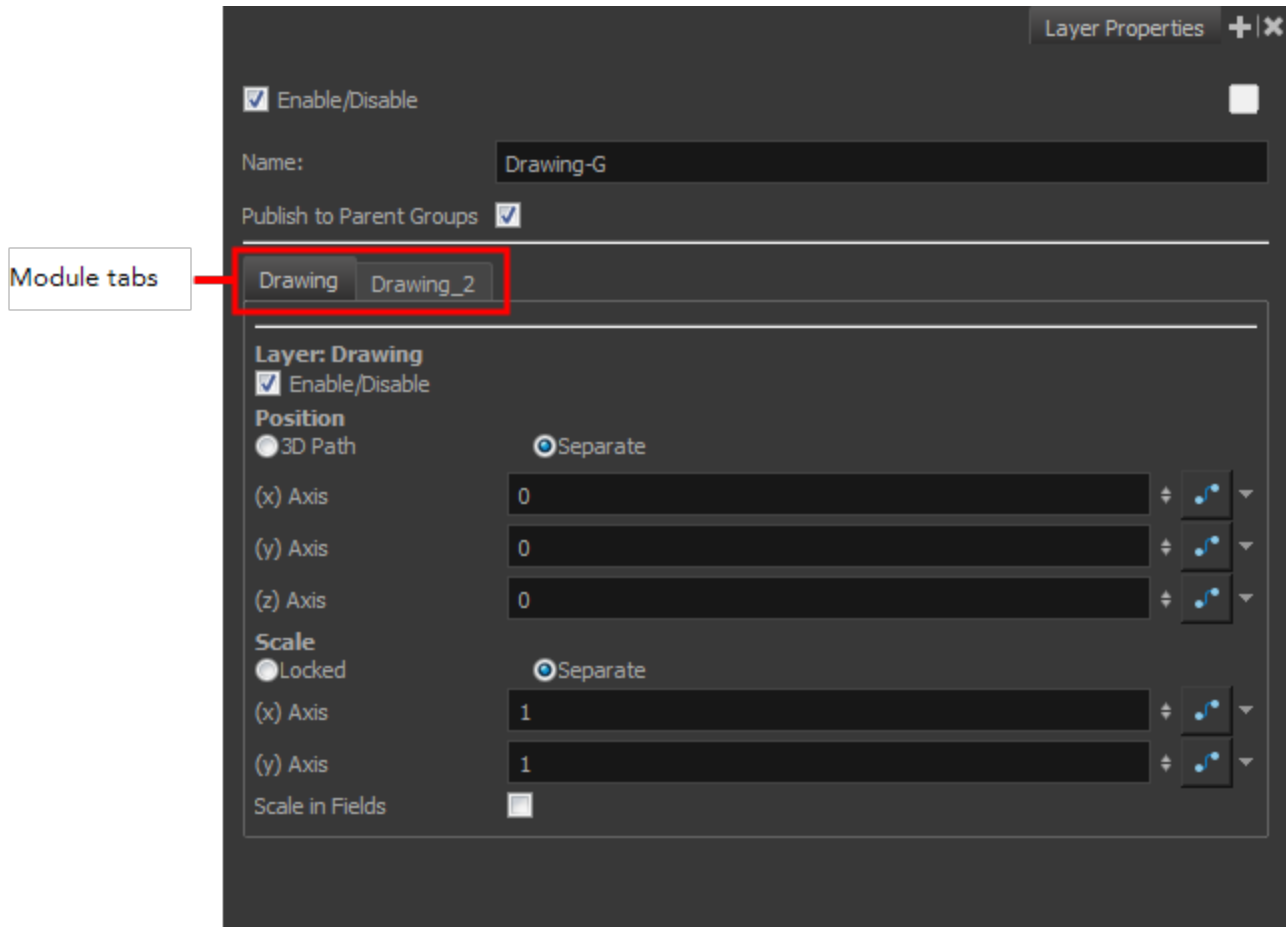 Layer Properties
Enable/Disable
Name: Drawing-G
Publish to Parent Groups
Module tabs
Drawing Drawing_2
Layer: Drawing
Enable/Disable
Position
3D Path Separate
(x) Axis 0
(y) Axis 0
(z) Axis 0
Scale
Locked Separate
(x) Axis 1
(y) Axis 1
Scale in Fields